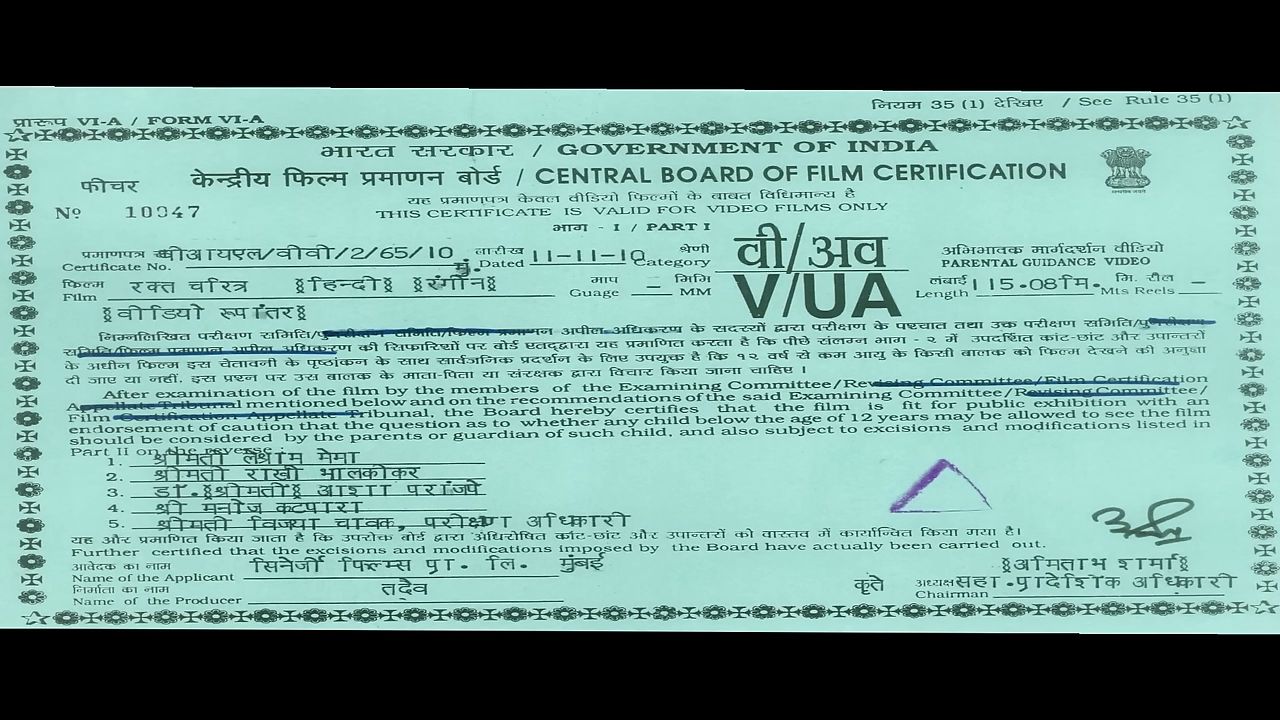 नियम 35 (1) देखिए / See Rule 35 (1)
प्रारूप VI-A / FORM VI-A
भारत सरकार / GOVERNMENT OF INDIA
फीचर केन्द्रीय फिल्म प्रमाणन बोर्ड / CENTRAL BOARD OF FILM CERTIFICATION
यह प्रमाणपत्र केवल वीडियो फिल्मों के बाबत विधिमान्य है
Nº 10047 THIS CERTIFICATE IS VALID FOR VIDEO FILMS ONLY
भाग - I / PART I
प्रमाणपत्र सं वीआयएल/वीवी/2/65/10 मुं. तारीख 11-11-10 श्रेणी वी/अव अभिभावक मार्गदर्शन वीडियो
Certificate No. Dated Category PARENTAL GUIDANCE VIDEO
फिल्म रक्त चरित्र हिन्दी रंगीन माप - मिमि V/UA लंबाई 115.08मि. मि. रील -
Film Guage MM Length Mts Reels
वीडियो रूपांतर
निम्नलिखित परीक्षण समिति/पुनरीक्षण समिति/फिल्म प्रमाणन अपील अधिकरण के सदस्यों द्वारा परीक्षण के पश्चात तथा उक्त परीक्षण समिति/पुनरीक्षण
समिति/फिल्म प्रमाणन अपील अधिकरण की सिफारिशों पर बोर्ड एतद्द्वारा यह प्रमाणित करता है कि पीछे संलग्न भाग - २ में उपदर्शित कांट-छांट और उपान्तरों
के अधीन फिल्म इस चेतावनी के पृष्ठांकन के साथ सार्वजनिक प्रदर्शन के लिए उपयुक्त है कि १२ वर्ष से कम आयु के किसी बालक को फिल्म देखने की अनुज्ञा
दी जाए या नहीं. इस प्रश्न पर उस बालक के माता-पिता या संरक्षक द्वारा विचार किया जाना चाहिए ।
After examination of the film by the members of the Examining Committee/Revising Committee/Film Certification
Appellate Tribunal mentioned below and on the recommendations of the said Examining Committee/Revising Committee/
Film Certification Appellate Tribunal, the Board hereby certifies that the film is fit for public exhibition with an
endorsement of caution that the question as to whether any child below the age of 12 years may be allowed to see the film
should be considered by the parents or guardian of such child, and also subject to excisions and modifications listed in
Part II on the reverse.
1. श्रीमती लैश्राम मेमा
2. श्रीमती राखी भालकीकर
3. डा.श्रीमती आशा परांजपे
4. श्री मनोज कटपारा
5. श्रीमती विजया चावक, परीक्षण अधिकारी
यह और प्रमाणित किया जाता है कि उपरोक्त बोर्ड द्वारा अधिरोपित कांट-छांट और उपान्तरों को वास्तव में कार्यान्वित किया गया है।
Further certified that the excisions and modifications imposed by the Board have actually been carried out.
आवेदक का नाम सिनेर्जी फिल्म्स प्रा. लि. मुंबई अमिताभ शर्मा
Name of the Applicant
निर्माता का नाम तदैव कृते अध्यक्ष सहा.प्रादेशिक अधिकारी
Name of the Producer Chairman